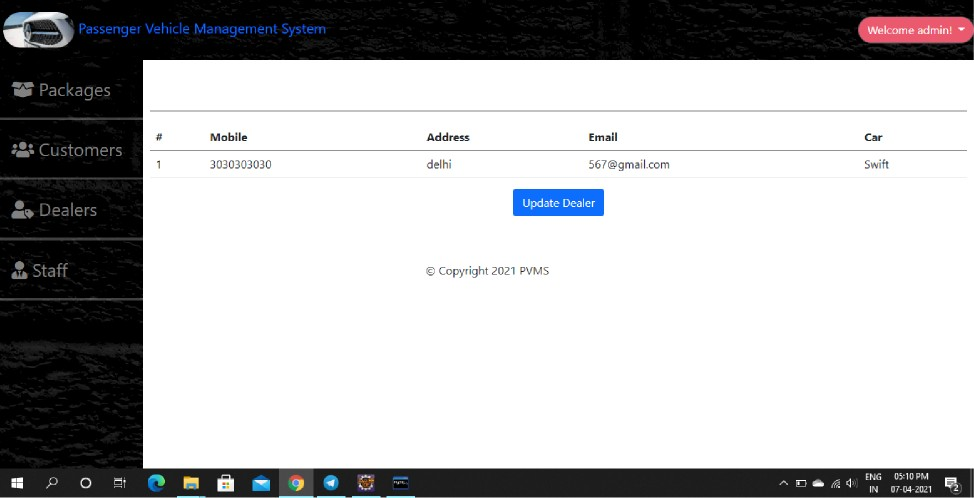 Passenger Vehicle Management System
Welcome admin!
Packages
Customers
Dealers
Staff
# Mobile Address Email Car
1 3030303030 delhi 567@gmail.com Swift
Update Dealer
© Copyright 2021 PVMS
ENG 05:10 PM
IN 07-04-2021
2